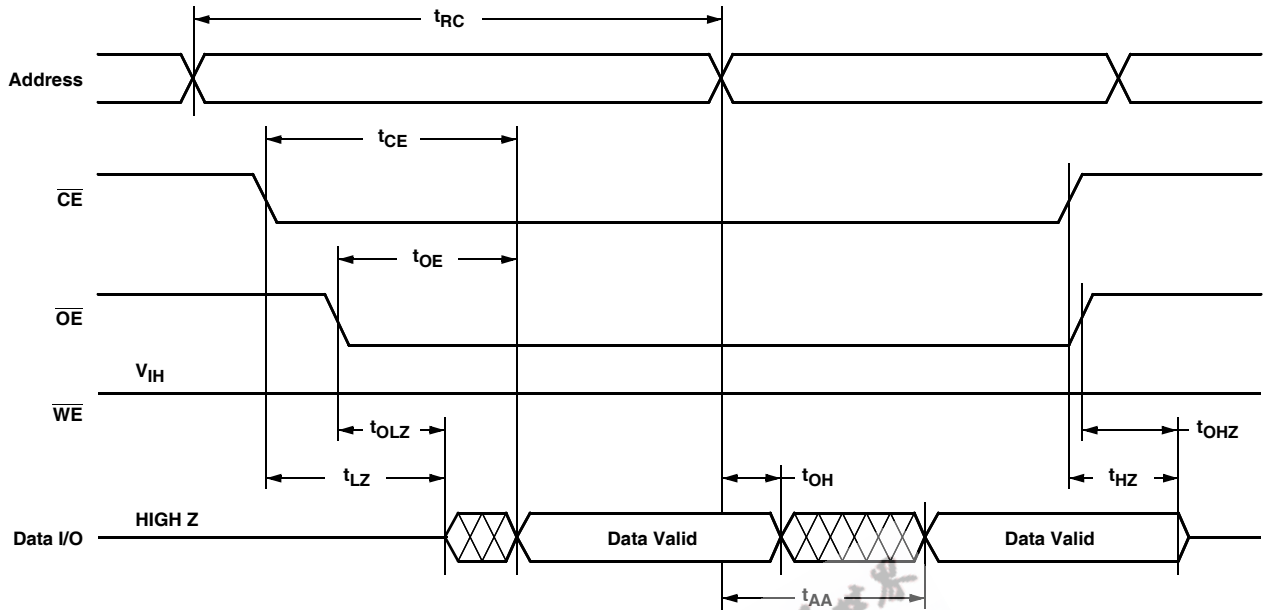 tRC
Address
tCE
CE
tOE
OE
VIH
WE
tOLZ
tOHZ
tLZ
tOH
tHZ
HIGH Z
Data I/O
Data Valid
Data Valid
tAA